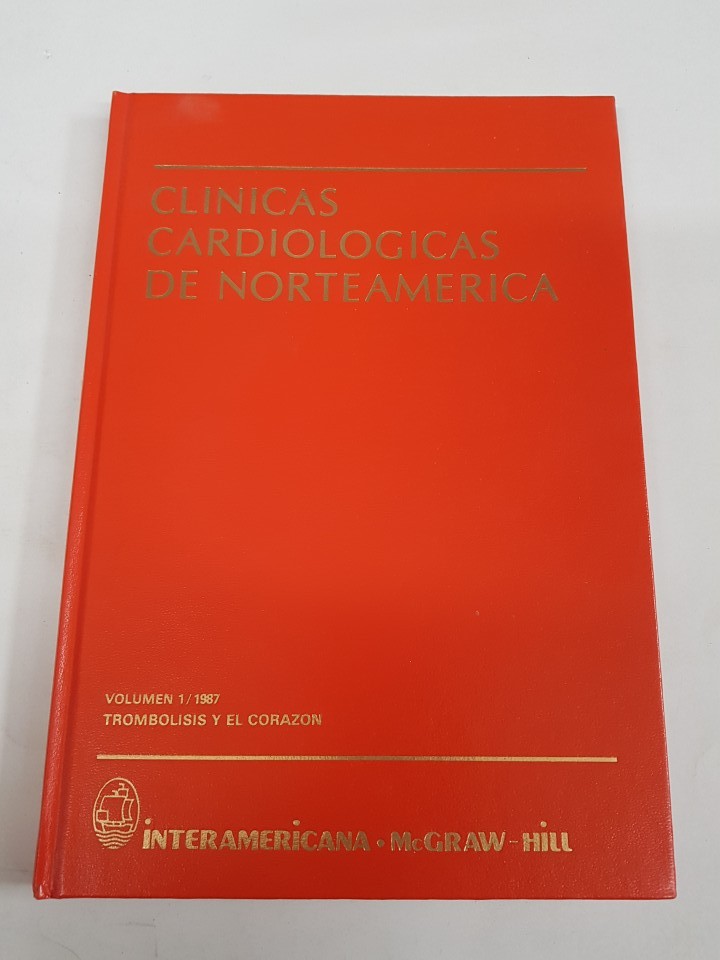 CLINICAS
CARDIOLOGICAS
DE NORTEAMERICA
VOLUMEN 1/1987
TROMBOLISIS Y EL CORAZON
INTERAMERICANA • McGRAW-HILL